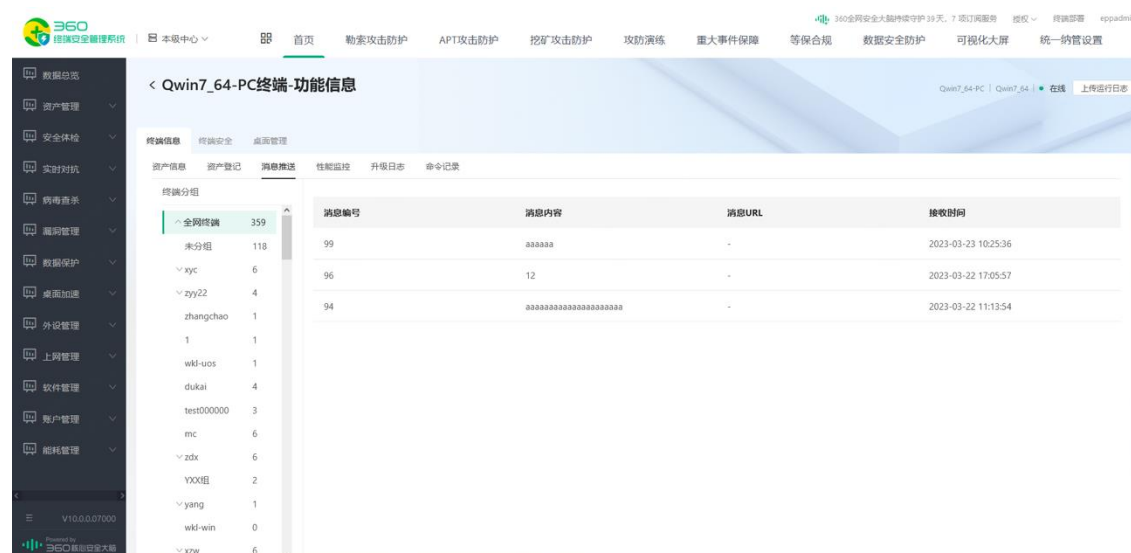 360网安全大脑持续守护39天, 7 项订阅服务 授权 终端部署 eppadmi
360
终端安全管理系统
本级中心 首页 勒索攻击防护 APT攻击防护 挖矿攻击防护 攻防演练 重大事件保障 等保合规 数据安全防护 可视化大屏 统一纳管设置
数据总览
资产管理
安全体检
实时对抗
病毒查杀
漏洞管理
数据保护
桌面加速
外设管理
上网管理
软件管理
账户管理
能耗管理
V10.0.0.07000
Powered by
360核心安全大脑
< Qwin7_64-PC终端-功能信息
Qwin7_64-PC | Qwin7_64 | 在线 上传运行日志
终端信息 终端安全 桌面管理
资产信息 资产登记 消息推送 性能监控 升级日志 命令记录
终端分组
全网终端 359
未分组 118
xyc 6
zyy22 4
zhangchao 1
1 1
wkl-uos 1
dukai 4
test000000 3
mc 6
zdx 6
YXX组 2
yang 1
wkl-win 0
xzw 6
消息编号 消息内容 消息URL 接收时间
99 aaaaaa - 2023-03-23 10:25:36
96 12 - 2023-03-22 17:05:57
94 aaaaaaaaaaaaaaaaaaaaa - 2023-03-22 11:13:54